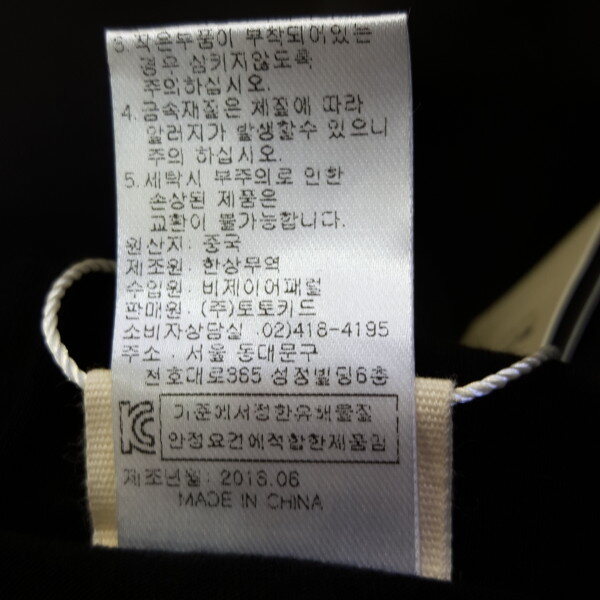 3. 작은부품이 부착되어있는
경우 삼키지않도록
주의하십시오.
4. 금속재질은 체질에 따라
알러지가 발생할수 있으니
주의 하십시오.
5. 세탁시 부주의로 인한
손상된 제품은
교환이 불가능합니다.
원산지: 중국
제조원: 한상무역
수입원: 비제이어패럴
판매원: (주)토토키드
소비자상담실 .02)418-4195
주소 · 서울 동대문구
천호대로365 성정빌딩6층
기준에서정한유해물질
안정요건에적합한제품임
제조년월: 2016.06
MADE IN CHINA